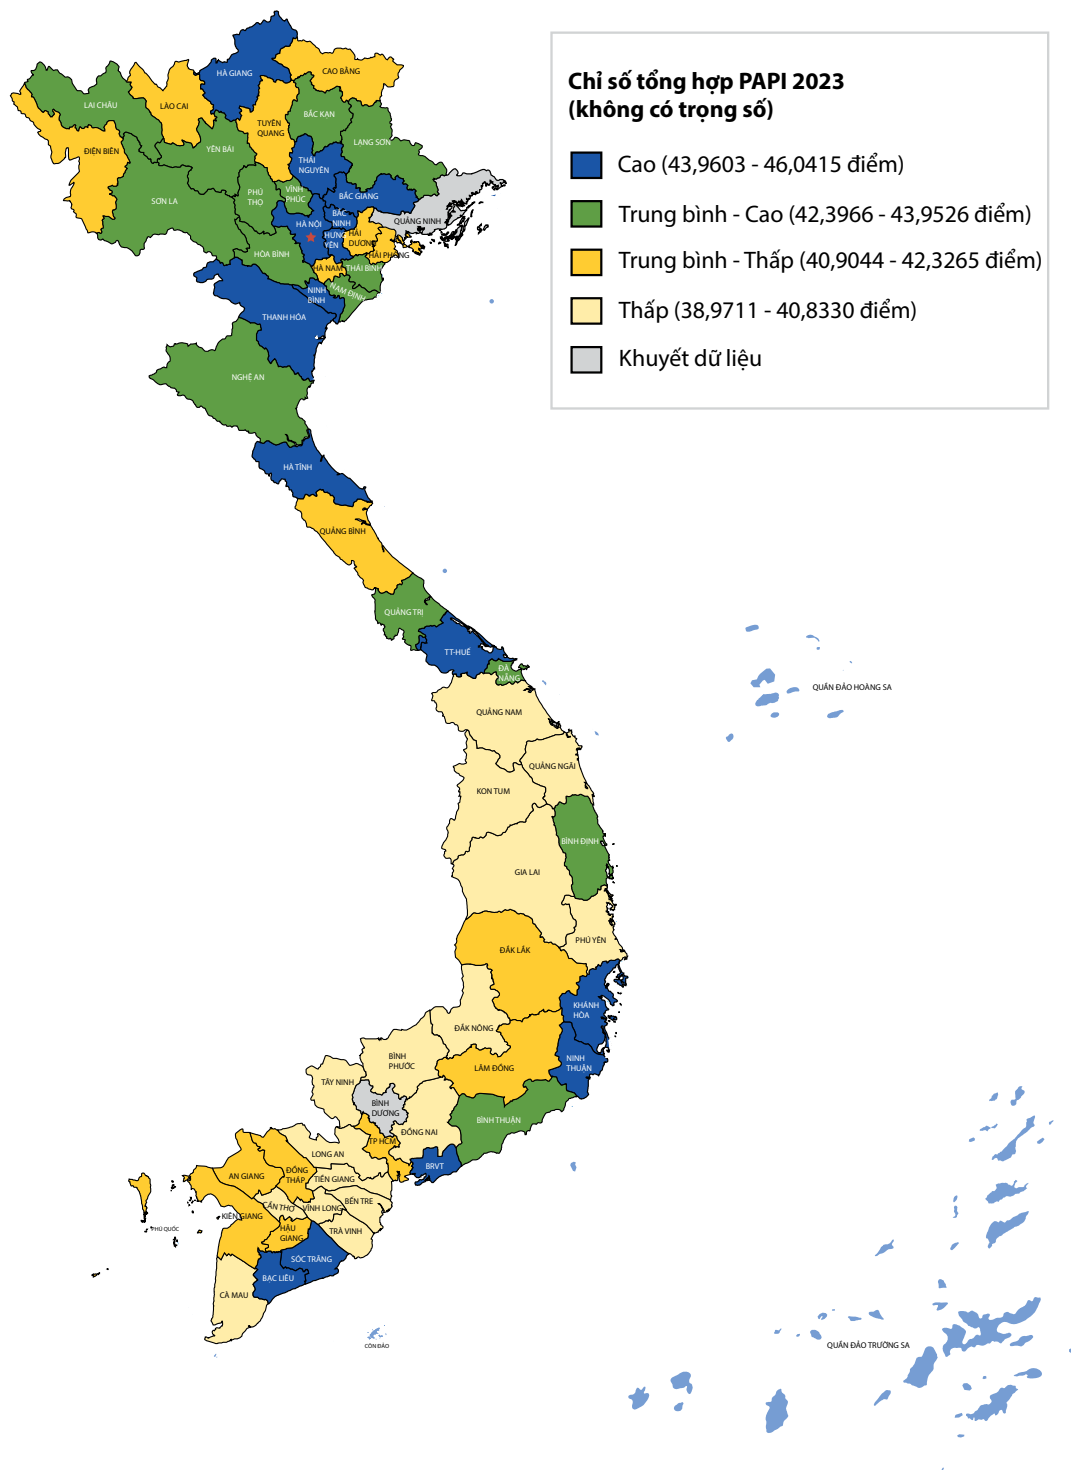 Chỉ số tổng hợp PAPI 2023
(không có trọng số)
Cao (43,9603 - 46,0415 điểm)
Trung bình - Cao (42,3966 - 43,9526 điểm)
Trung bình - Thấp (40,9044 - 42,3265 điểm)
Thấp (38,9711 - 40,8330 điểm)
Khuyết dữ liệu
HÀ GIANG
CAO BẰNG
LAI CHÂU
LÀO CAI
BẮC KẠN
TUYÊN
QUANG
LẠNG SƠN
ĐIỆN BIÊN
YÊN BÁI
THÁI
NGUYÊN
SƠN LA
PHÚ
THỌ
VĨNH
PHÚC
BẮC GIANG
BẮC
NINH
QUẢNG NINH
HÀ NỘI
HƯNG
YÊN
HẢI
DƯƠNG
HẢI PHÒNG
HÒA BÌNH
HÀ NAM
THÁI BÌNH
NAM ĐỊNH
NINH
BÌNH
THANH HÓA
NGHỆ AN
HÀ TĨNH
QUẢNG BÌNH
QUẢNG TRỊ
TT-HUẾ
ĐÀ
NẴNG
QUẦN ĐẢO HOÀNG SA
QUẢNG NAM
QUẢNG NGÃI
KON TUM
BÌNH ĐỊNH
GIA LAI
PHÚ YÊN
ĐẮK LẮK
KHÁNH
HÒA
ĐẮK NÔNG
BÌNH
PHƯỚC
LÂM ĐỒNG
NINH
THUẬN
TÂY NINH
BÌNH
DƯƠNG
BÌNH THUẬN
ĐỒNG NAI
TP HCM
LONG AN
BRVT
AN GIANG
ĐỒNG
THÁP
TIỀN GIANG
BẾN TRE
CẦN THƠ
VĨNH LONG
KIÊN GIANG
PHÚ QUỐC
HẬU
GIANG
TRÀ VINH
SÓC TRĂNG
BẠC LIÊU
CÀ MAU
CÔN ĐẢO
QUẦN ĐẢO TRƯỜNG SA